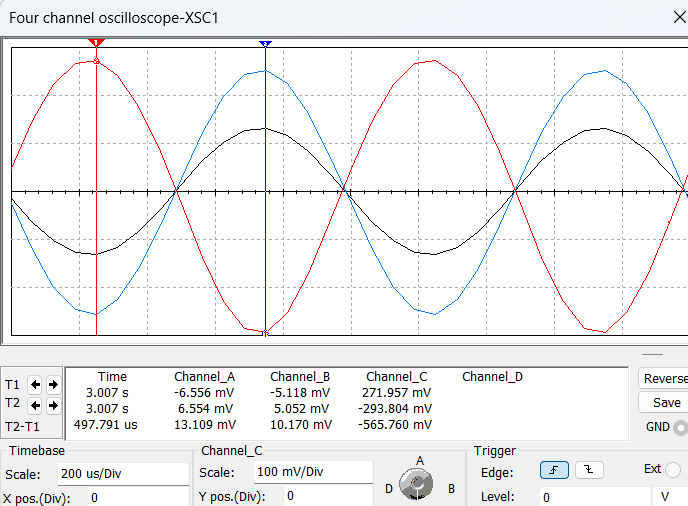 Four channel oscilloscope-XSC1
1
2
Time Channel_A Channel_B Channel_C Channel_D
T1 3.007 s -6.556 mV -5.118 mV 271.957 mV
T2 3.007 s 6.554 mV 5.052 mV -293.804 mV
T2-T1 497.791 us 13.109 mV 10.170 mV -565.760 mV
Reverse
Save
GND
Timebase Channel_C Trigger
Scale: 200 us/Div Scale: 100 mV/Div A B D Edge: Ext
X pos.(Div): 0 Y pos.(Div): 0 Level: 0 V